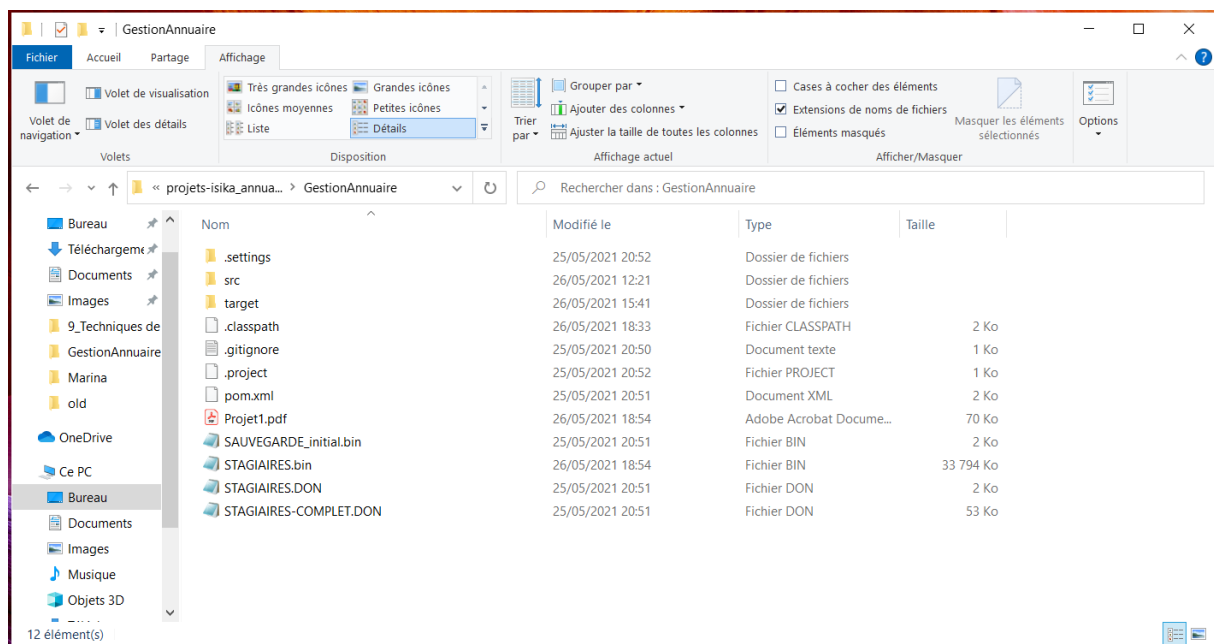 GestionAnnuaire
Fichier Accueil Partage Affichage
Volet de navigation
Volet de visualisation
Volet des détails
Volets
Très grandes icônes Grandes icônes
Icônes moyennes Petites icônes
Liste Détails
Disposition
Trier par
Grouper par
Ajouter des colonnes
Ajuster la taille de toutes les colonnes
Affichage actuel
Cases à cocher des éléments
Extensions de noms de fichiers
Éléments masqués
Masquer les éléments sélectionnés
Options
Afficher/Masquer
« projets-isika_annua... > GestionAnnuaire
Rechercher dans : GestionAnnuaire
Bureau
Téléchargeme
Documents
Images
9_Techniques de
GestionAnnuaire
Marina
old
OneDrive
Ce PC
Bureau
Documents
Images
Musique
Objets 3D
Nom Modifié le Type Taille
.settings 25/05/2021 20:52 Dossier de fichiers
src 26/05/2021 12:21 Dossier de fichiers
target 26/05/2021 15:41 Dossier de fichiers
.classpath 26/05/2021 18:33 Fichier CLASSPATH 2 Ko
.gitignore 25/05/2021 20:50 Document texte 1 Ko
.project 25/05/2021 20:52 Fichier PROJECT 1 Ko
pom.xml 25/05/2021 20:51 Document XML 2 Ko
Projet1.pdf 26/05/2021 18:54 Adobe Acrobat Docume... 70 Ko
SAUVEGARDE_initial.bin 25/05/2021 20:51 Fichier BIN 2 Ko
STAGIAIRES.bin 26/05/2021 18:54 Fichier BIN 33 794 Ko
STAGIAIRES.DON 25/05/2021 20:51 Fichier DON 2 Ko
STAGIAIRES-COMPLET.DON 25/05/2021 20:51 Fichier DON 53 Ko
12 élément(s)